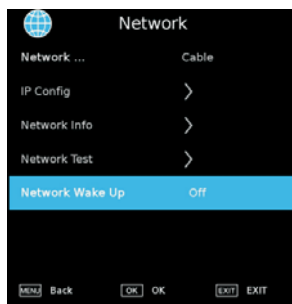 Network
Network ... Cable
IP Config
Network Info
Network Test
Network Wake Up Off
MENU Back OK OK EXIT EXIT